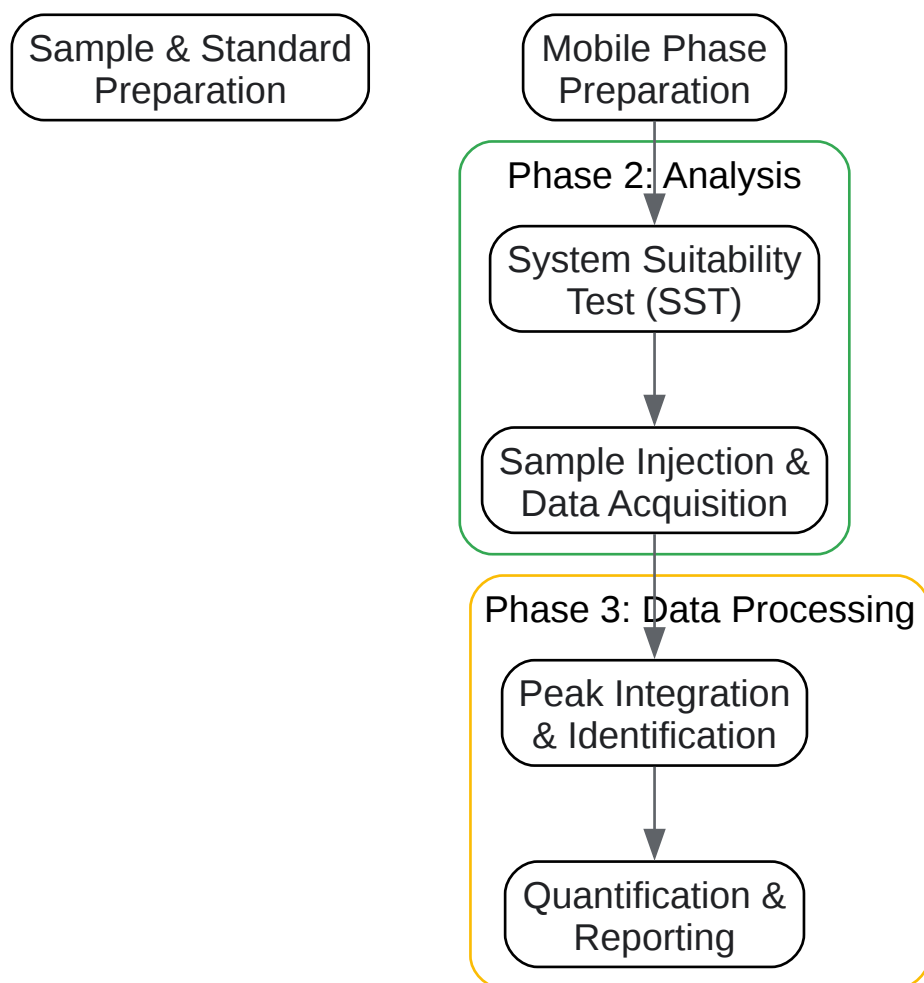 Sample & Standard
Preparation
Mobile Phase
Preparation
Phase 2: Analysis
System Suitability
Test (SST)
Sample Injection &
Data Acquisition
Phase 3: Data Processing
Peak Integration
& Identification
Quantification &
Reporting